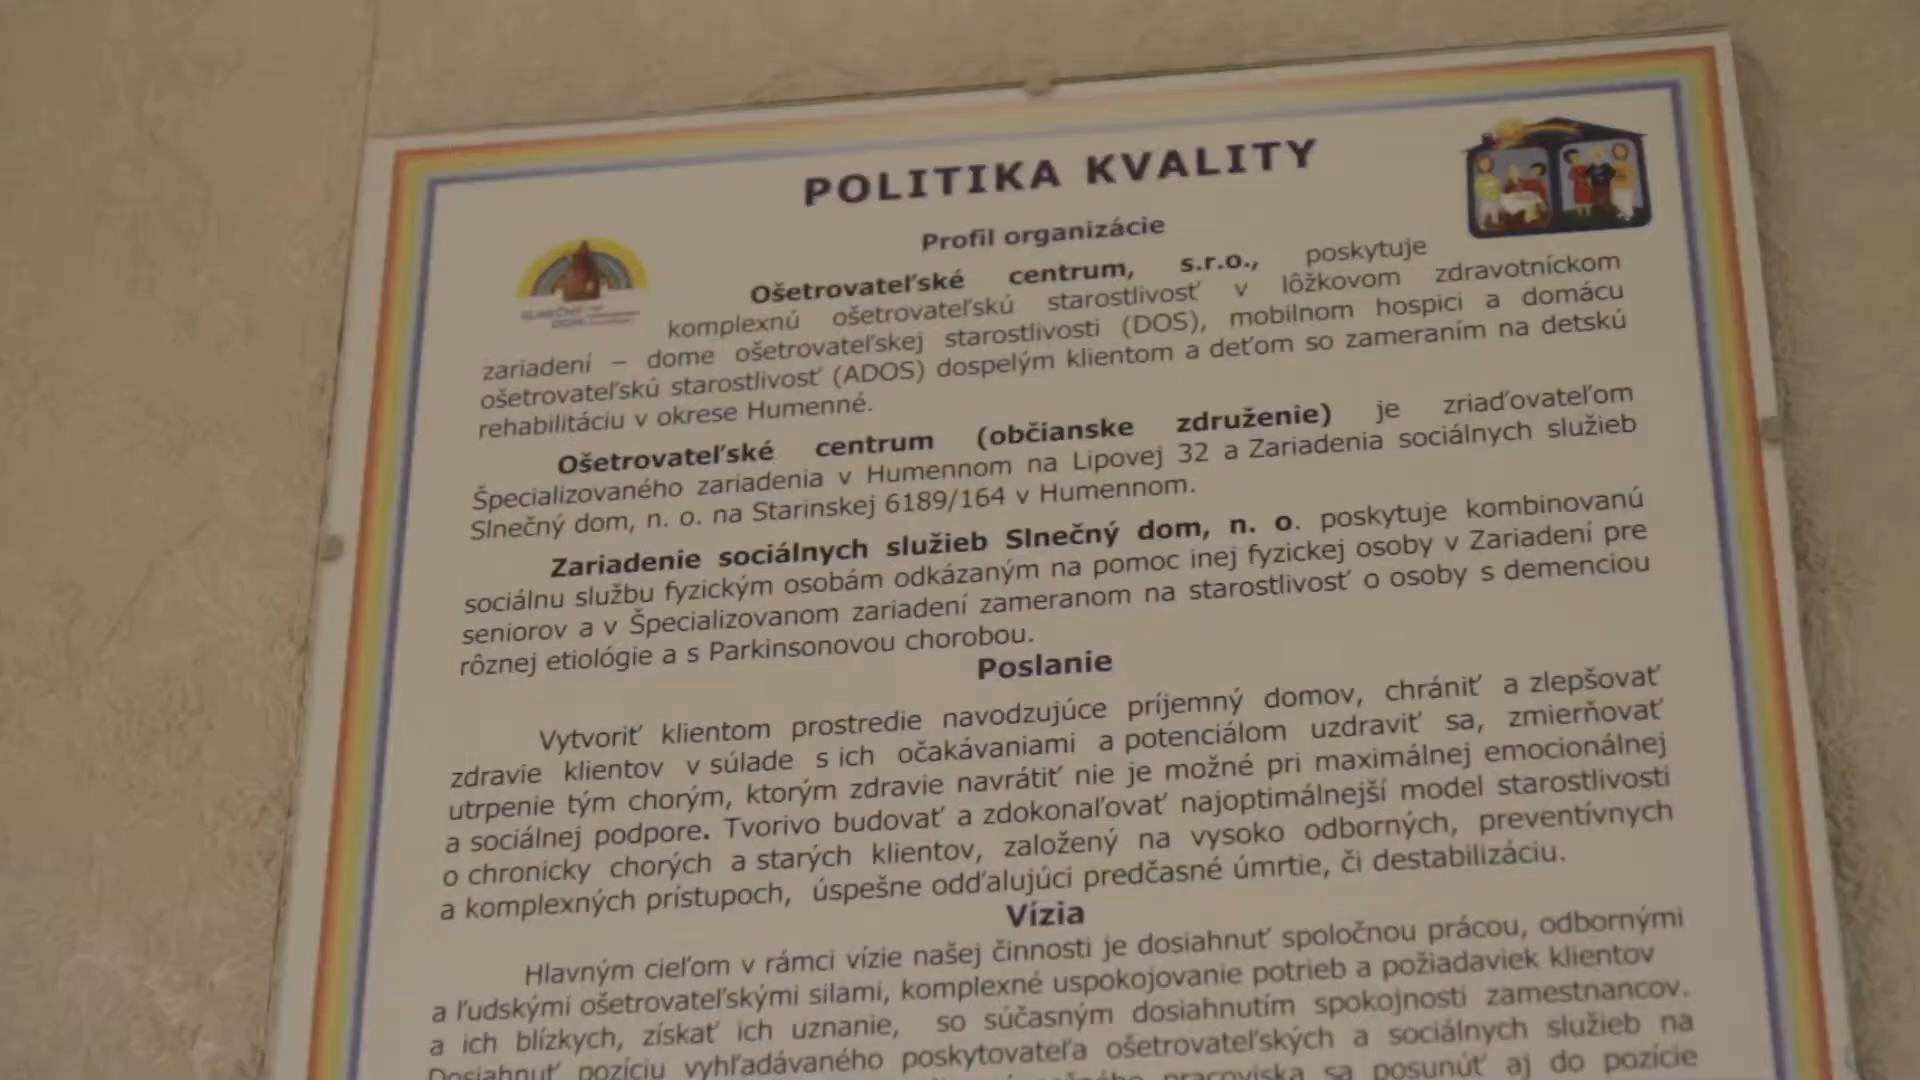 POLITIKA KVALITY
Profil organizácie
Ošetrovateľské centrum, s.r.o., poskytuje
komplexnú ošetrovateľskú starostlivosť v lôžkovom zdravotníckom
zariadení – dome ošetrovateľskej starostlivosti (DOS), mobilnom hospici a domácu
ošetrovateľskú starostlivosť (ADOS) dospelým klientom a deťom so zameraním na detskú
rehabilitáciu v okrese Humenné.
Ošetrovateľské centrum (občianske združenie) je zriaďovateľom
Špecializovaného zariadenia v Humennom na Lipovej 32 a Zariadenia sociálnych služieb
Slnečný dom, n. o. na Starinskej 6189/164 v Humennom.
Zariadenie sociálnych služieb Slnečný dom, n. o. poskytuje kombinovanú
sociálnu službu fyzickým osobám odkázaným na pomoc inej fyzickej osoby v Zariadení pre
seniorov a v Špecializovanom zariadení zameranom na starostlivosť o osoby s demenciou
rôznej etiológie a s Parkinsonovou chorobou.
Poslanie
Vytvoriť klientom prostredie navodzujúce príjemný domov, chrániť a zlepšovať
zdravie klientov v súlade s ich očakávaniami a potenciálom uzdraviť sa, zmierňovať
utrpenie tým chorým, ktorým zdravie navrátiť nie je možné pri maximálnej emocionálnej
a sociálnej podpore. Tvorivo budovať a zdokonaľovať najoptimálnejší model starostlivosti
o chronicky chorých a starých klientov, založený na vysoko odborných, preventívnych
a komplexných prístupoch, úspešne odďalujúci predčasné úmrtie, či destabilizáciu.
Vízia
Hlavným cieľom v rámci vízie našej činnosti je dosiahnuť spoločnou prácou, odbornými
a ľudskými ošetrovateľskými silami, komplexné uspokojovanie potrieb a požiadaviek klientov
a ich blízkych, získať ich uznanie, so súčasným dosiahnutím spokojnosti zamestnancov.
Dosiahnuť pozíciu vyhľadávaného poskytovateľa ošetrovateľských a sociálnych služieb na
pracoviska sa posunúť aj do pozície